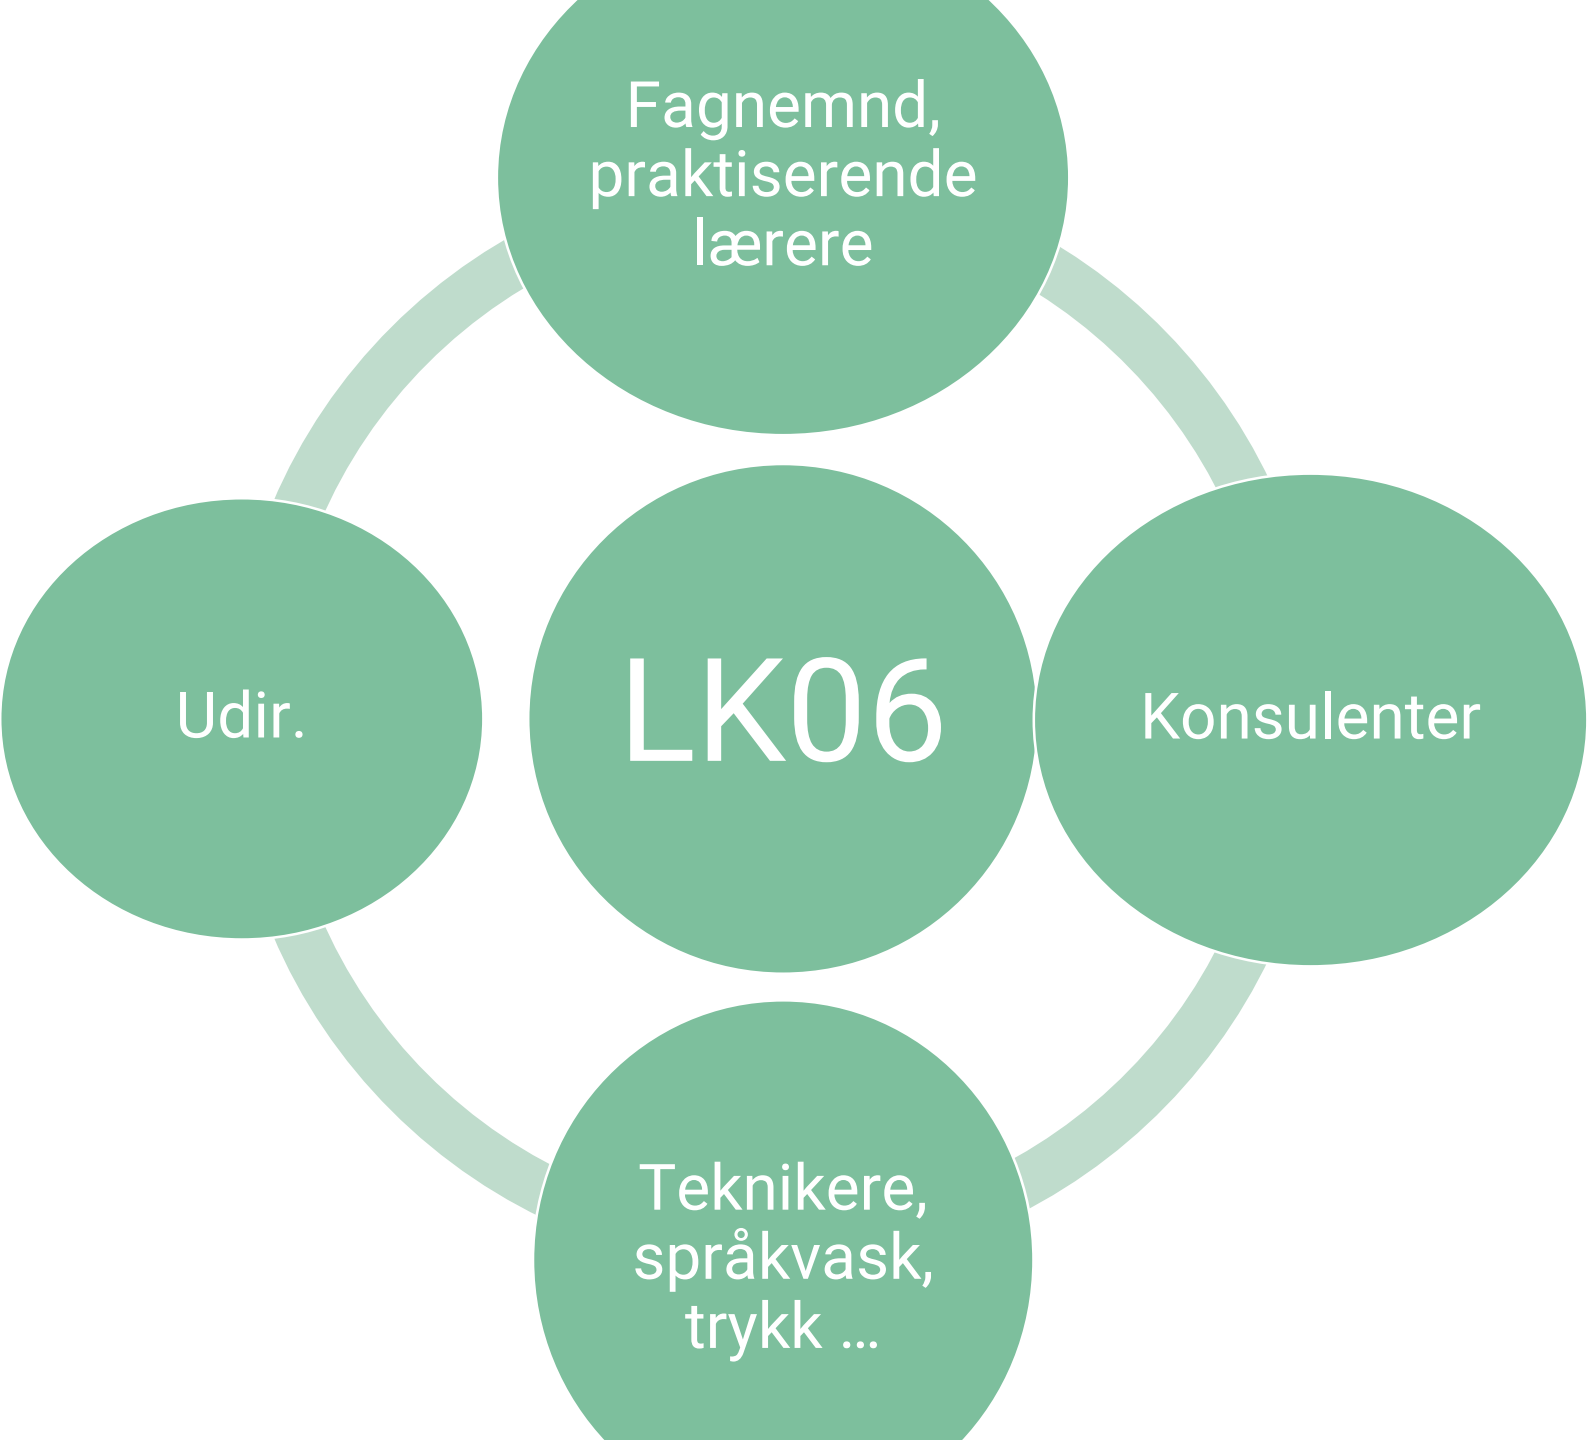 Fagnemnd,
praktiserende
lærere
Udir.
LK06
Konsulenter
Teknikere,
språkvask,
trykk …